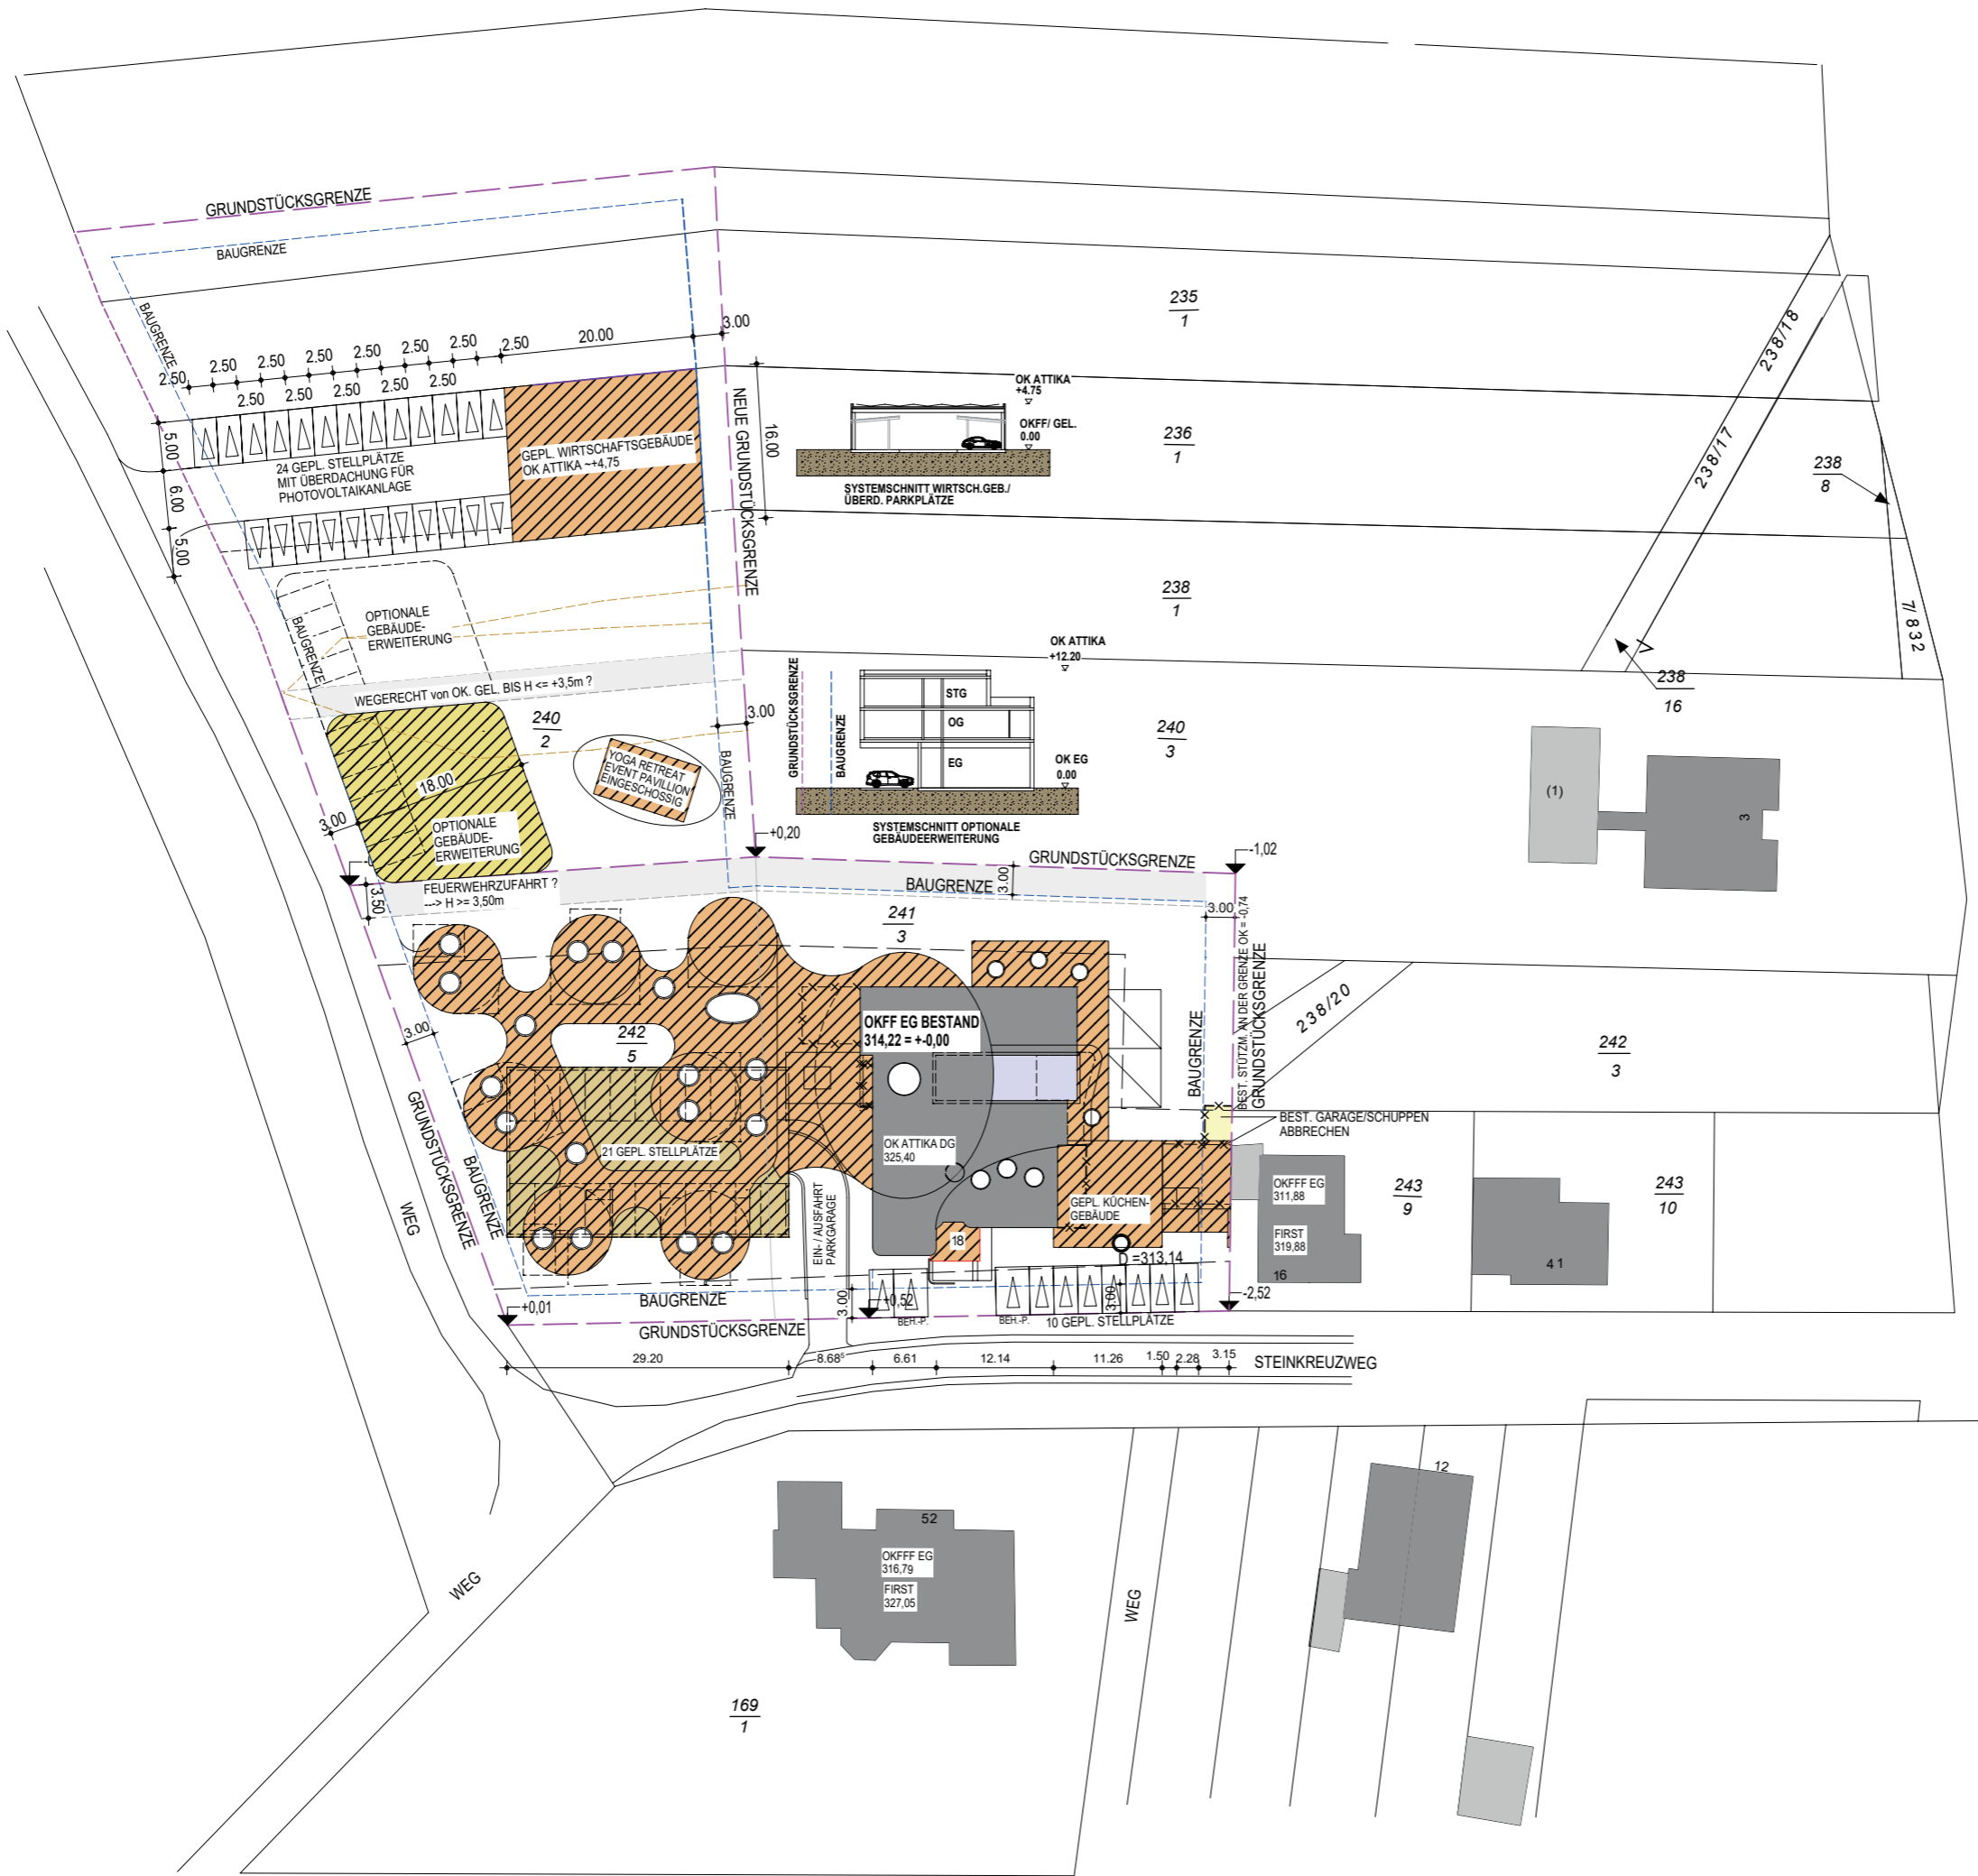 GRUNDSTÜCKSGRENZE
BAUGRENZE
BAUGRENZE
2.50
2.50
2.50
2.50
2.50
2.50
2.50
2.50
20.00
3.00
2.50
2.50
2.50
2.50
2.50
5.00
6.00
5.00
24 GEPL. STELLPLÄTZE
MIT ÜBERDACHUNG FÜR
PHOTOVOLTAIKANLAGE
GEPL. WIRTSCHAFTSGEBÄUDE
OK ATTIKA ~+4,75
NEUE GRUNDSTÜCKSGRENZE
16.00
235
1
OK ATTIKA
+4.75
OKFF/ GEL.
0.00
SYSTEMSCHNITT WIRTSCH.GEB./
ÜBERD. PARKPLÄTZE
236
1
238/18
238/17
238
8
7/ 832
238
1
238
16
OPTIONALE
GEBÄUDE-
ERWEITERUNG
BAUGRENZE
WEGERECHT von OK. GEL. BIS H <= +3,5m ?
240
2
3.00
BAUGRENZE
YOGA RETREAT
EVENT PAVILLION
EINGESCHOSSIG
18.00
3.00
OPTIONALE
GEBÄUDE-
ERWEITERUNG
GRUNDSTÜCKSGRENZE
BAUGRENZE
OK ATTIKA
+12.20
STG
OG
EG
OK EG
0.00
SYSTEMSCHNITT OPTIONALE
GEBÄUDEERWEITERUNG
240
3
(1)
3
+0,20
GRUNDSTÜCKSGRENZE
-1,02
BAUGRENZE
3.00
3.00
FEUERWEHRZUFAHRT ?
---> H >= 3,50m
3.50
241
3
BEST. STÜTZM. AN DER GRENZE OK = -0,74
GRUNDSTÜCKSGRENZE
BAUGRENZE
238/20
242
3
3.00
242
5
OKFF EG BESTAND
314,22 = +-0,00
OK ATTIKA DG
325,40
21 GEPL. STELLPLÄTZE
BEST. GARAGE/SCHUPPEN
ABBRECHEN
GEPL. KÜCHEN-
GEBÄUDE
OKFFF EG
311,88
FIRST
319,88
16
243
9
243
10
41
EIN- / AUSFAHRT
PARKGARAGE
18
D =313,14
GRUNDSTÜCKSGRENZE
BAUGRENZE
WEG
+0,01
BAUGRENZE
GRUNDSTÜCKSGRENZE
3.00
+0,52
3.00
-2,52
BEH.-P.
BEH.-P.
10 GEPL. STELLPLÄTZE
29.20
8.68⁵
6.61
12.14
11.26
1.50
2.28
3.15
STEINKREUZWEG
52
OKFFF EG
316,79
FIRST
327,05
12
WEG
WEG
169
1